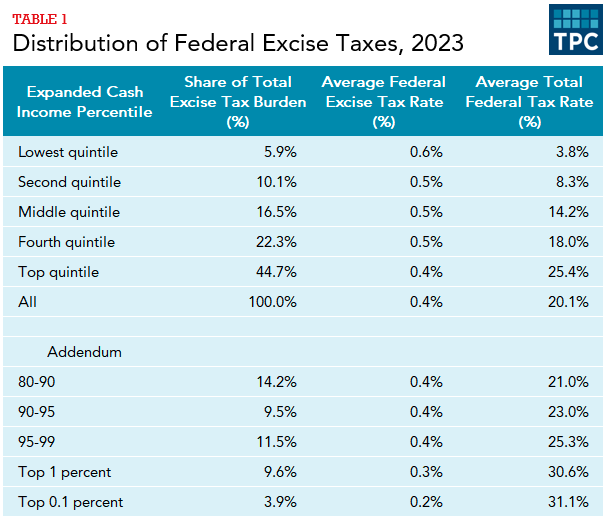 TABLE 1
Distribution of Federal Excise Taxes, 2023
TPC
Expanded Cash Income Percentile Share of Total Excise Tax Burden (%) Average Federal Excise Tax Rate (%) Average Total Federal Tax Rate (%)
Lowest quintile 5.9% 0.6% 3.8%
Second quintile 10.1% 0.5% 8.3%
Middle quintile 16.5% 0.5% 14.2%
Fourth quintile 22.3% 0.5% 18.0%
Top quintile 44.7% 0.4% 25.4%
All 100.0% 0.4% 20.1%
Addendum
80-90 14.2% 0.4% 21.0%
90-95 9.5% 0.4% 23.0%
95-99 11.5% 0.4% 25.3%
Top 1 percent 9.6% 0.3% 30.6%
Top 0.1 percent 3.9% 0.2% 31.1%